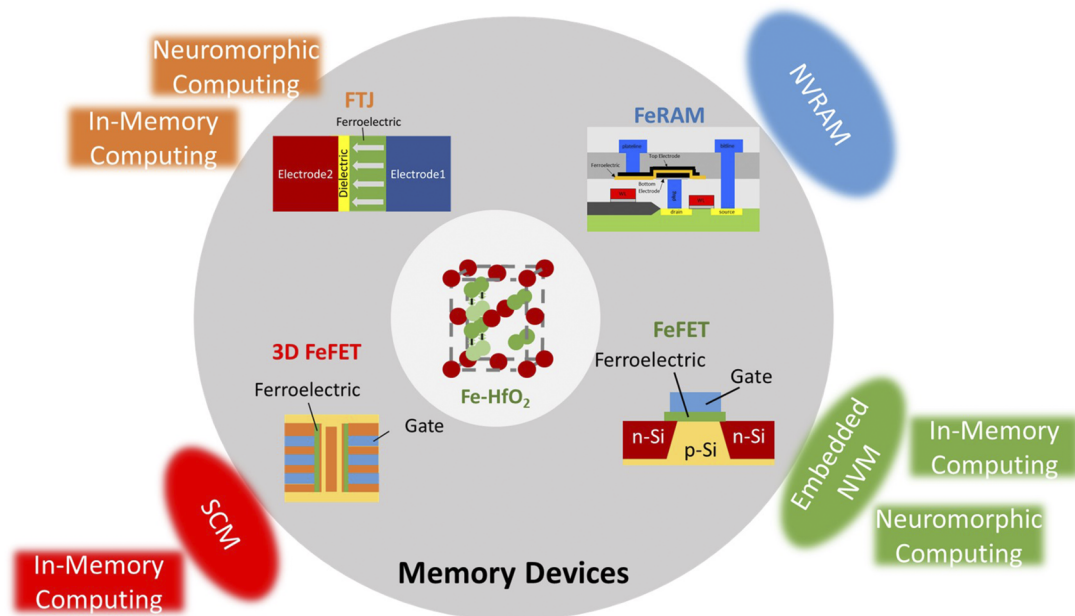 Neuromorphic
Computing
In-Memory
Computing
NVRAM
FTJ
Ferroelectric
Electrode2
Dielectric
Electrode1
FeRAM
plateline
bitline
Top Electrode
Ferroelectric
Bottom
Electrode
drain
source
Fe-HfO₂
3D FeFET
Ferroelectric
Gate
FeFET
Ferroelectric
Gate
n-Si
p-Si
n-Si
SCM
In-Memory
Computing
Embedded
NVM
In-Memory
Computing
Neuromorphic
Computing
Memory Devices